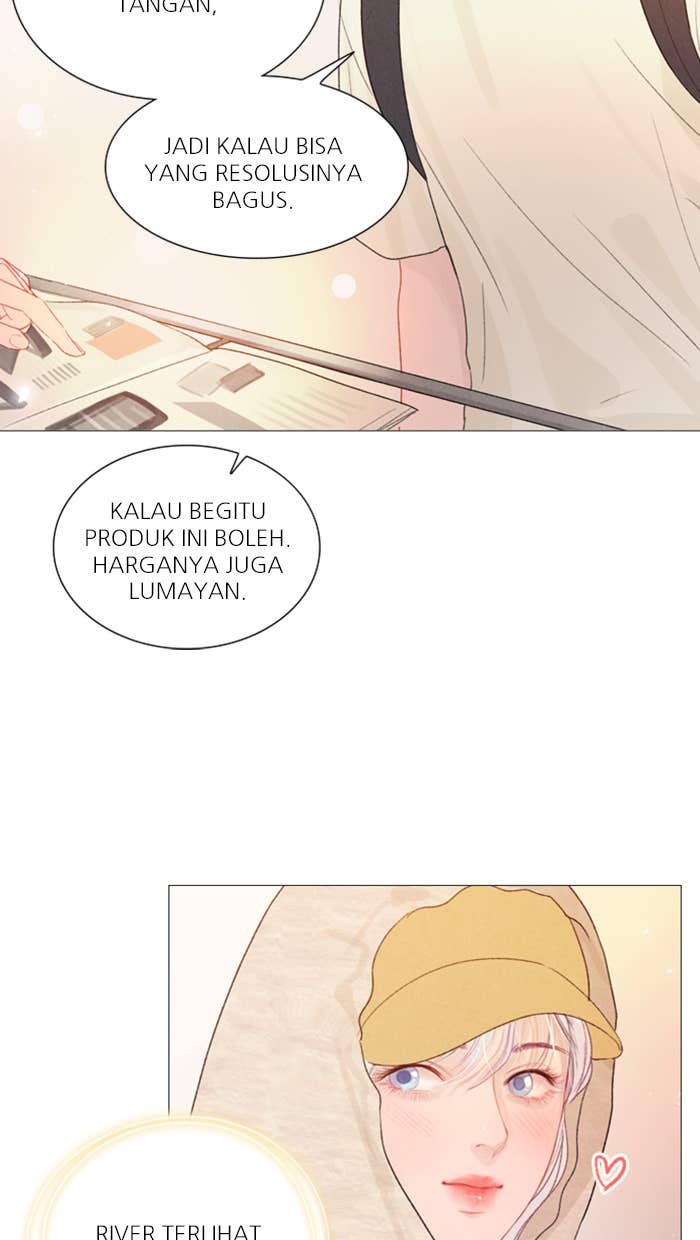 TANGAN,
JADI KALAU BISA
YANG RESOLUSINYA
BAGUS.
KALAU BEGITU
PRODUK INI BOLEH.
HARGANYA JUGA
LUMAYAN.
RIVER TERLIHAT